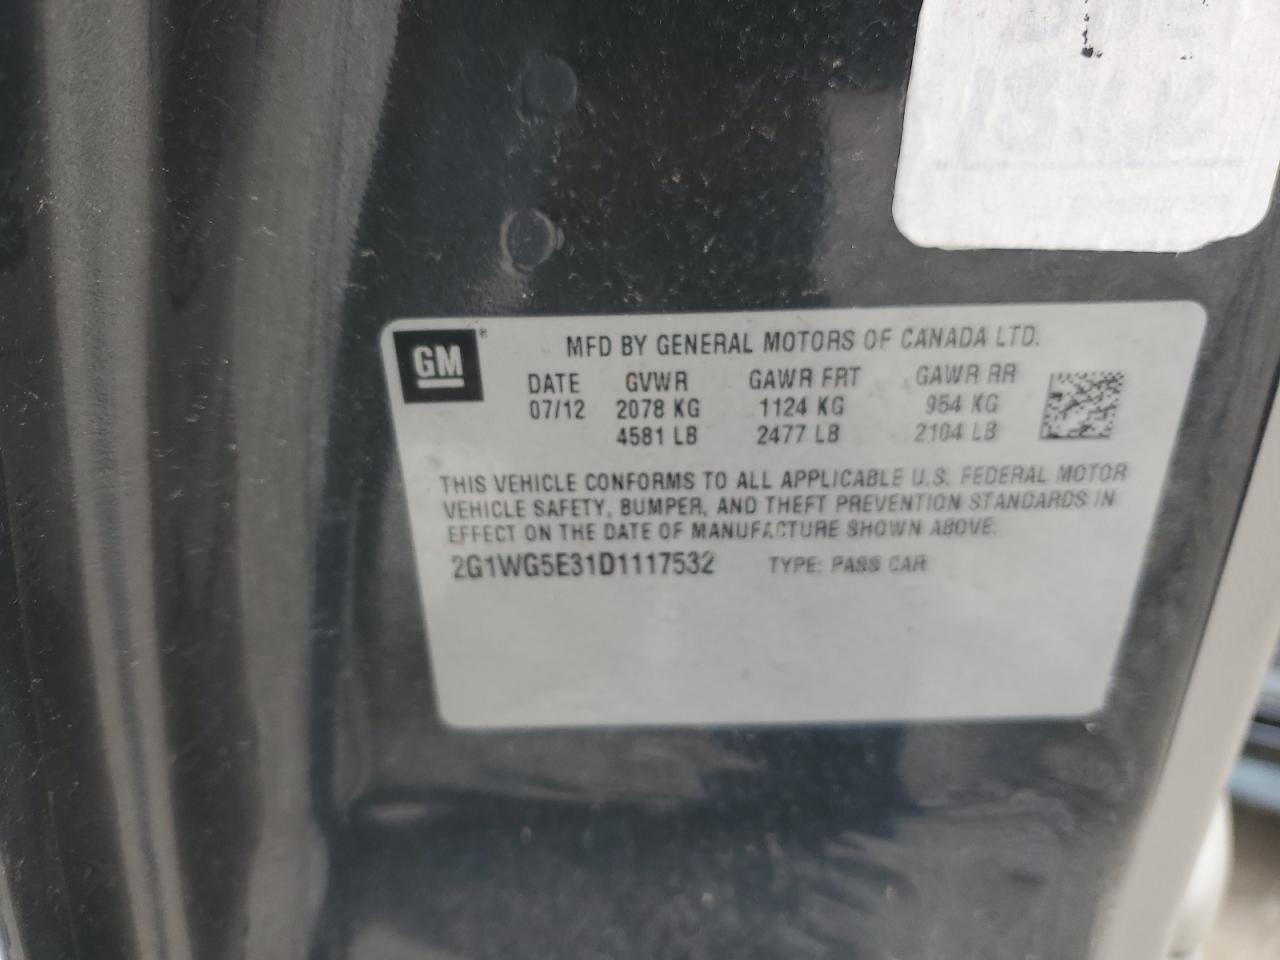 GM ®
MFD BY GENERAL MOTORS OF CANADA LTD.
DATE GVWR GAWR FRT GAWR RR
07/12 2078 KG 1124 KG 954 KG
4581 LB 2477 LB 2104 LB
THIS VEHICLE CONFORMS TO ALL APPLICABLE U.S. FEDERAL MOTOR
VEHICLE SAFETY, BUMPER, AND THEFT PREVENTION STANDARDS IN
EFFECT ON THE DATE OF MANUFACTURE SHOWN ABOVE.
2G1WG5E31D1117532 TYPE: PASS CAR